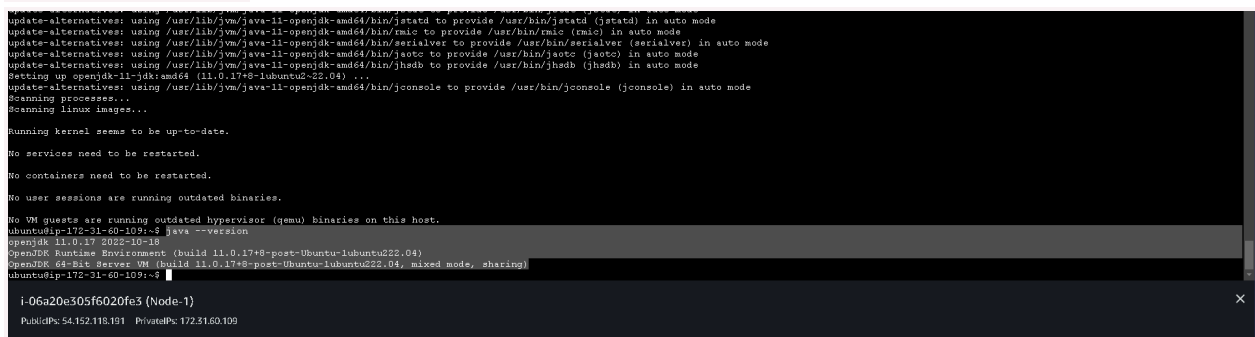 update-alternatives: using /usr/lib/jvm/java-11-openjdk-amd64/bin/jstatd to provide /usr/bin/jstatd (jstatd) in auto mode
update-alternatives: using /usr/lib/jvm/java-11-openjdk-amd64/bin/rmic to provide /usr/bin/rmic (rmic) in auto mode
update-alternatives: using /usr/lib/jvm/java-11-openjdk-amd64/bin/serialver to provide /usr/bin/serialver (serialver) in auto mode
update-alternatives: using /usr/lib/jvm/java-11-openjdk-amd64/bin/jaotc to provide /usr/bin/jaotc (jaotc) in auto mode
update-alternatives: using /usr/lib/jvm/java-11-openjdk-amd64/bin/jhsdb to provide /usr/bin/jhsdb (jhsdb) in auto mode
Setting up openjdk-11-jdk:amd64 (11.0.17+8-1ubuntu2~22.04) ...
update-alternatives: using /usr/lib/jvm/java-11-openjdk-amd64/bin/jconsole to provide /usr/bin/jconsole (jconsole) in auto mode
Scanning processes...
Scanning linux images...
Running kernel seems to be up-to-date.
No services need to be restarted.
No containers need to be restarted.
No user sessions are running outdated binaries.
No VM guests are running outdated hypervisor (qemu) binaries on this host.
ubuntu@ip-172-31-60-109:~$ java --version
openjdk 11.0.17 2022-10-18
OpenJDK Runtime Environment (build 11.0.17+8-post-Ubuntu-1ubuntu222.04)
OpenJDK 64-Bit Server VM (build 11.0.17+8-post-Ubuntu-1ubuntu222.04, mixed mode, sharing)
ubuntu@ip-172-31-60-109:~$
i-06a20e305f6020fe3 (Node-1)
PublicIPs: 54.152.118.191 PrivateIPs: 172.31.60.109